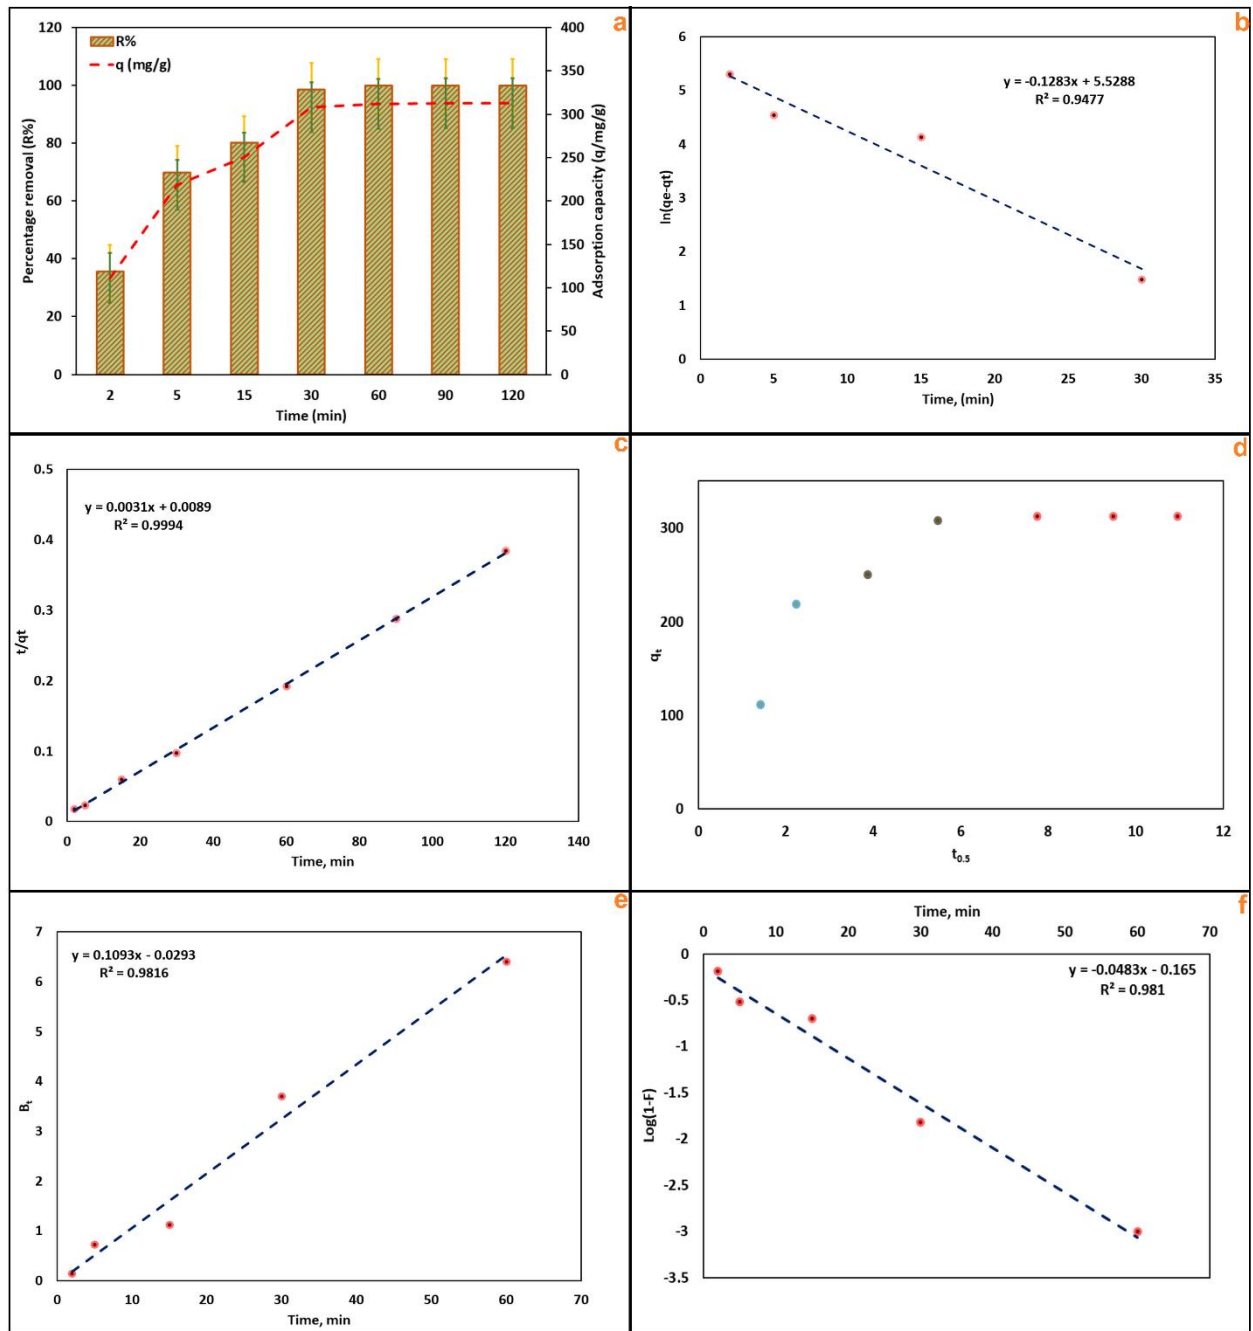 a
120
100
80
60
40
20
0
Percentage removal (R%)
R%
q (mg/g)
400
350
300
250
200
150
100
50
0
Adsorption capacity (q/mg/g)
2 5 15 30 60 90 120
Time (min)
b
6
5
4
3
2
1
0
ln(qe-qt)
y = -0.1283x + 5.5288
R² = 0.9477
0 5 10 15 20 25 30 35
Time, (min)
c
0.5
0.4
0.3
0.2
0.1
0
t/qt
y = 0.0031x + 0.0089
R² = 0.9994
0 20 40 60 80 100 120 140
Time, min
d
300
200
100
0
qt
0 2 4 6 8 10 12
t0.5
e
7
6
5
4
3
2
1
0
Bt
y = 0.1093x - 0.0293
R² = 0.9816
0 10 20 30 40 50 60 70
Time, min
f
Time, min
0 10 20 30 40 50 60 70
0
-0.5
-1
-1.5
-2
-2.5
-3
-3.5
Log(1-F)
y = -0.0483x - 0.165
R² = 0.981